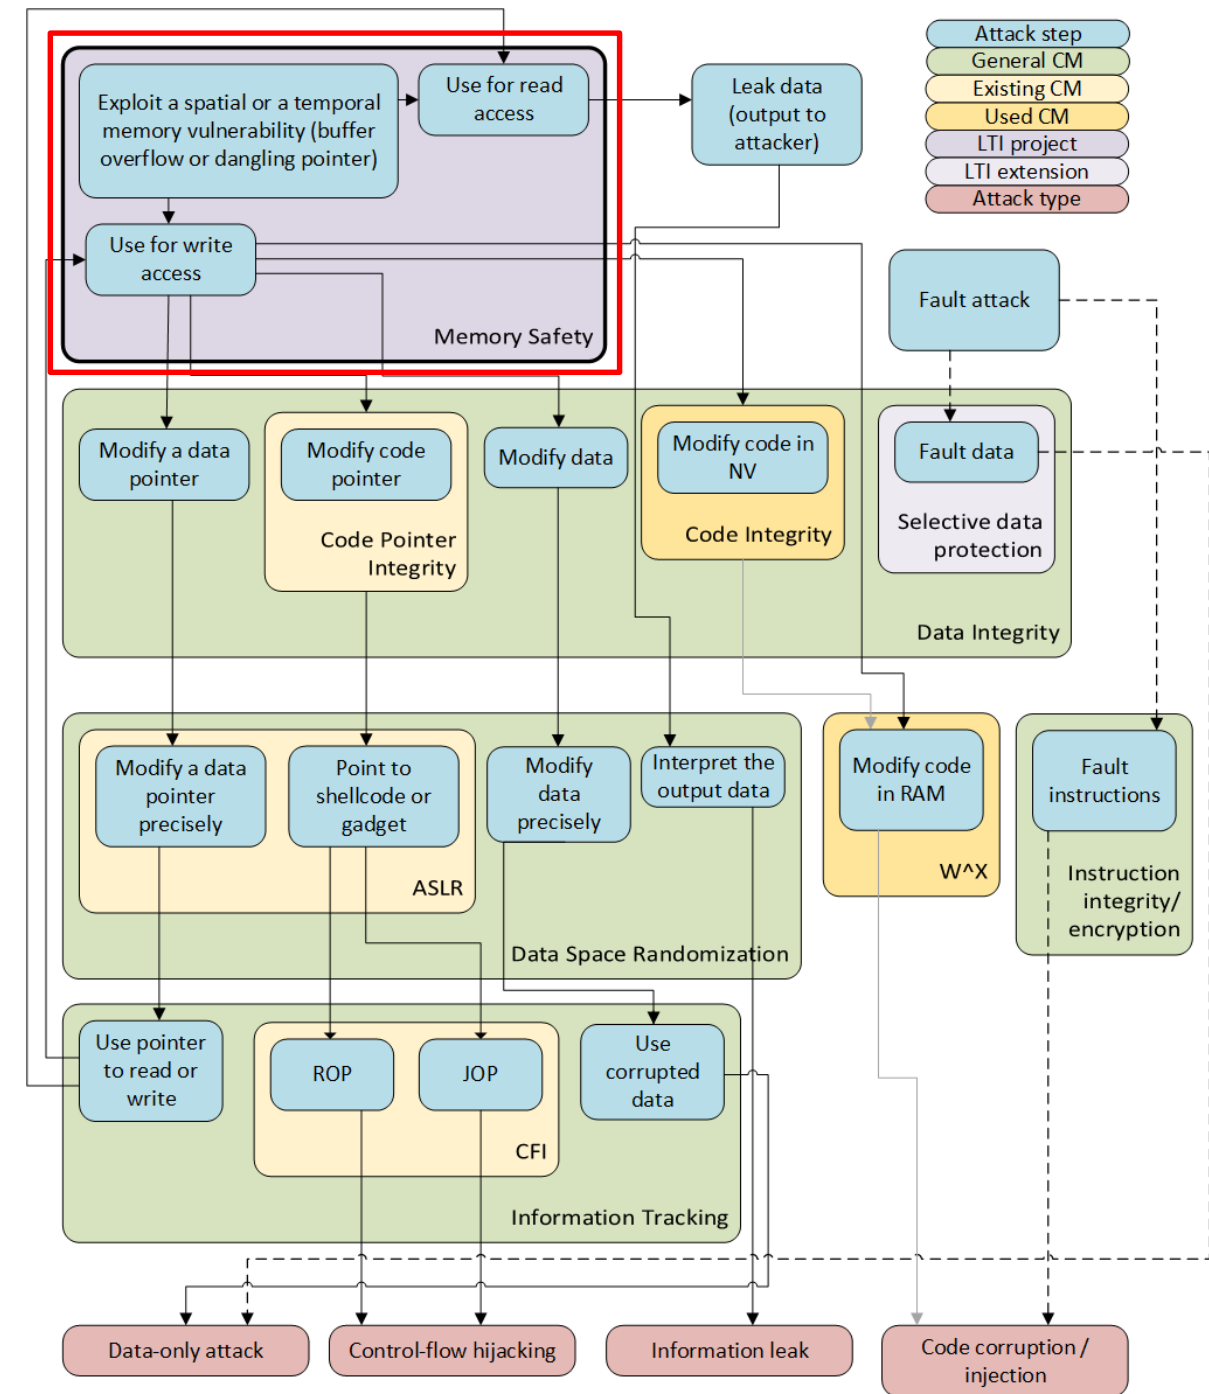 Attack step
General CM
Existing CM
Used CM
LTI project
LTI extension
Attack type
Exploit a spatial or a temporal
memory vulnerability (buffer
overflow or dangling pointer)
Use for read
access
Leak data
(output to
attacker)
Use for write
access
Memory Safety
Fault attack
Modify a data
pointer
Modify code
pointer
Code Pointer
Integrity
Modify data
Modify code in
NV
Code Integrity
Fault data
Selective data
protection
Data Integrity
Modify a data
pointer
precisely
Point to
shellcode or
gadget
ASLR
Modify
data
precisely
Interpret the
output data
Data Space Randomization
Modify code
in RAM
W^X
Fault
instructions
Instruction
integrity/
encryption
Use pointer
to read or
write
ROP
JOP
CFI
Use
corrupted
data
Information Tracking
Data-only attack
Control-flow hijacking
Information leak
Code corruption /
injection